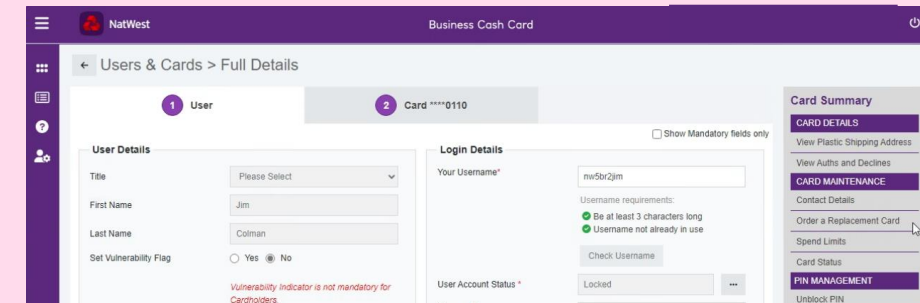 NatWest
Business Cash Card
← Users & Cards > Full Details
1 User
2 Card ****0110
Show Mandatory fields only
User Details
Title
Please Select
First Name
Jim
Last Name
Colman
Set Vulnerability Flag
Yes No
Vulnerability Indicator is not mandatory for
Cardholders.
Login Details
Your Username*
nw5br2jim
Username requirements:
Be at least 3 characters long
Username not already in use
Check Username
User Account Status *
Locked
...
Card Summary
CARD DETAILS
View Plastic Shipping Address
View Auths and Declines
CARD MAINTENANCE
Contact Details
Order a Replacement Card
Spend Limits
Card Status
PIN MANAGEMENT
Unblock PIN